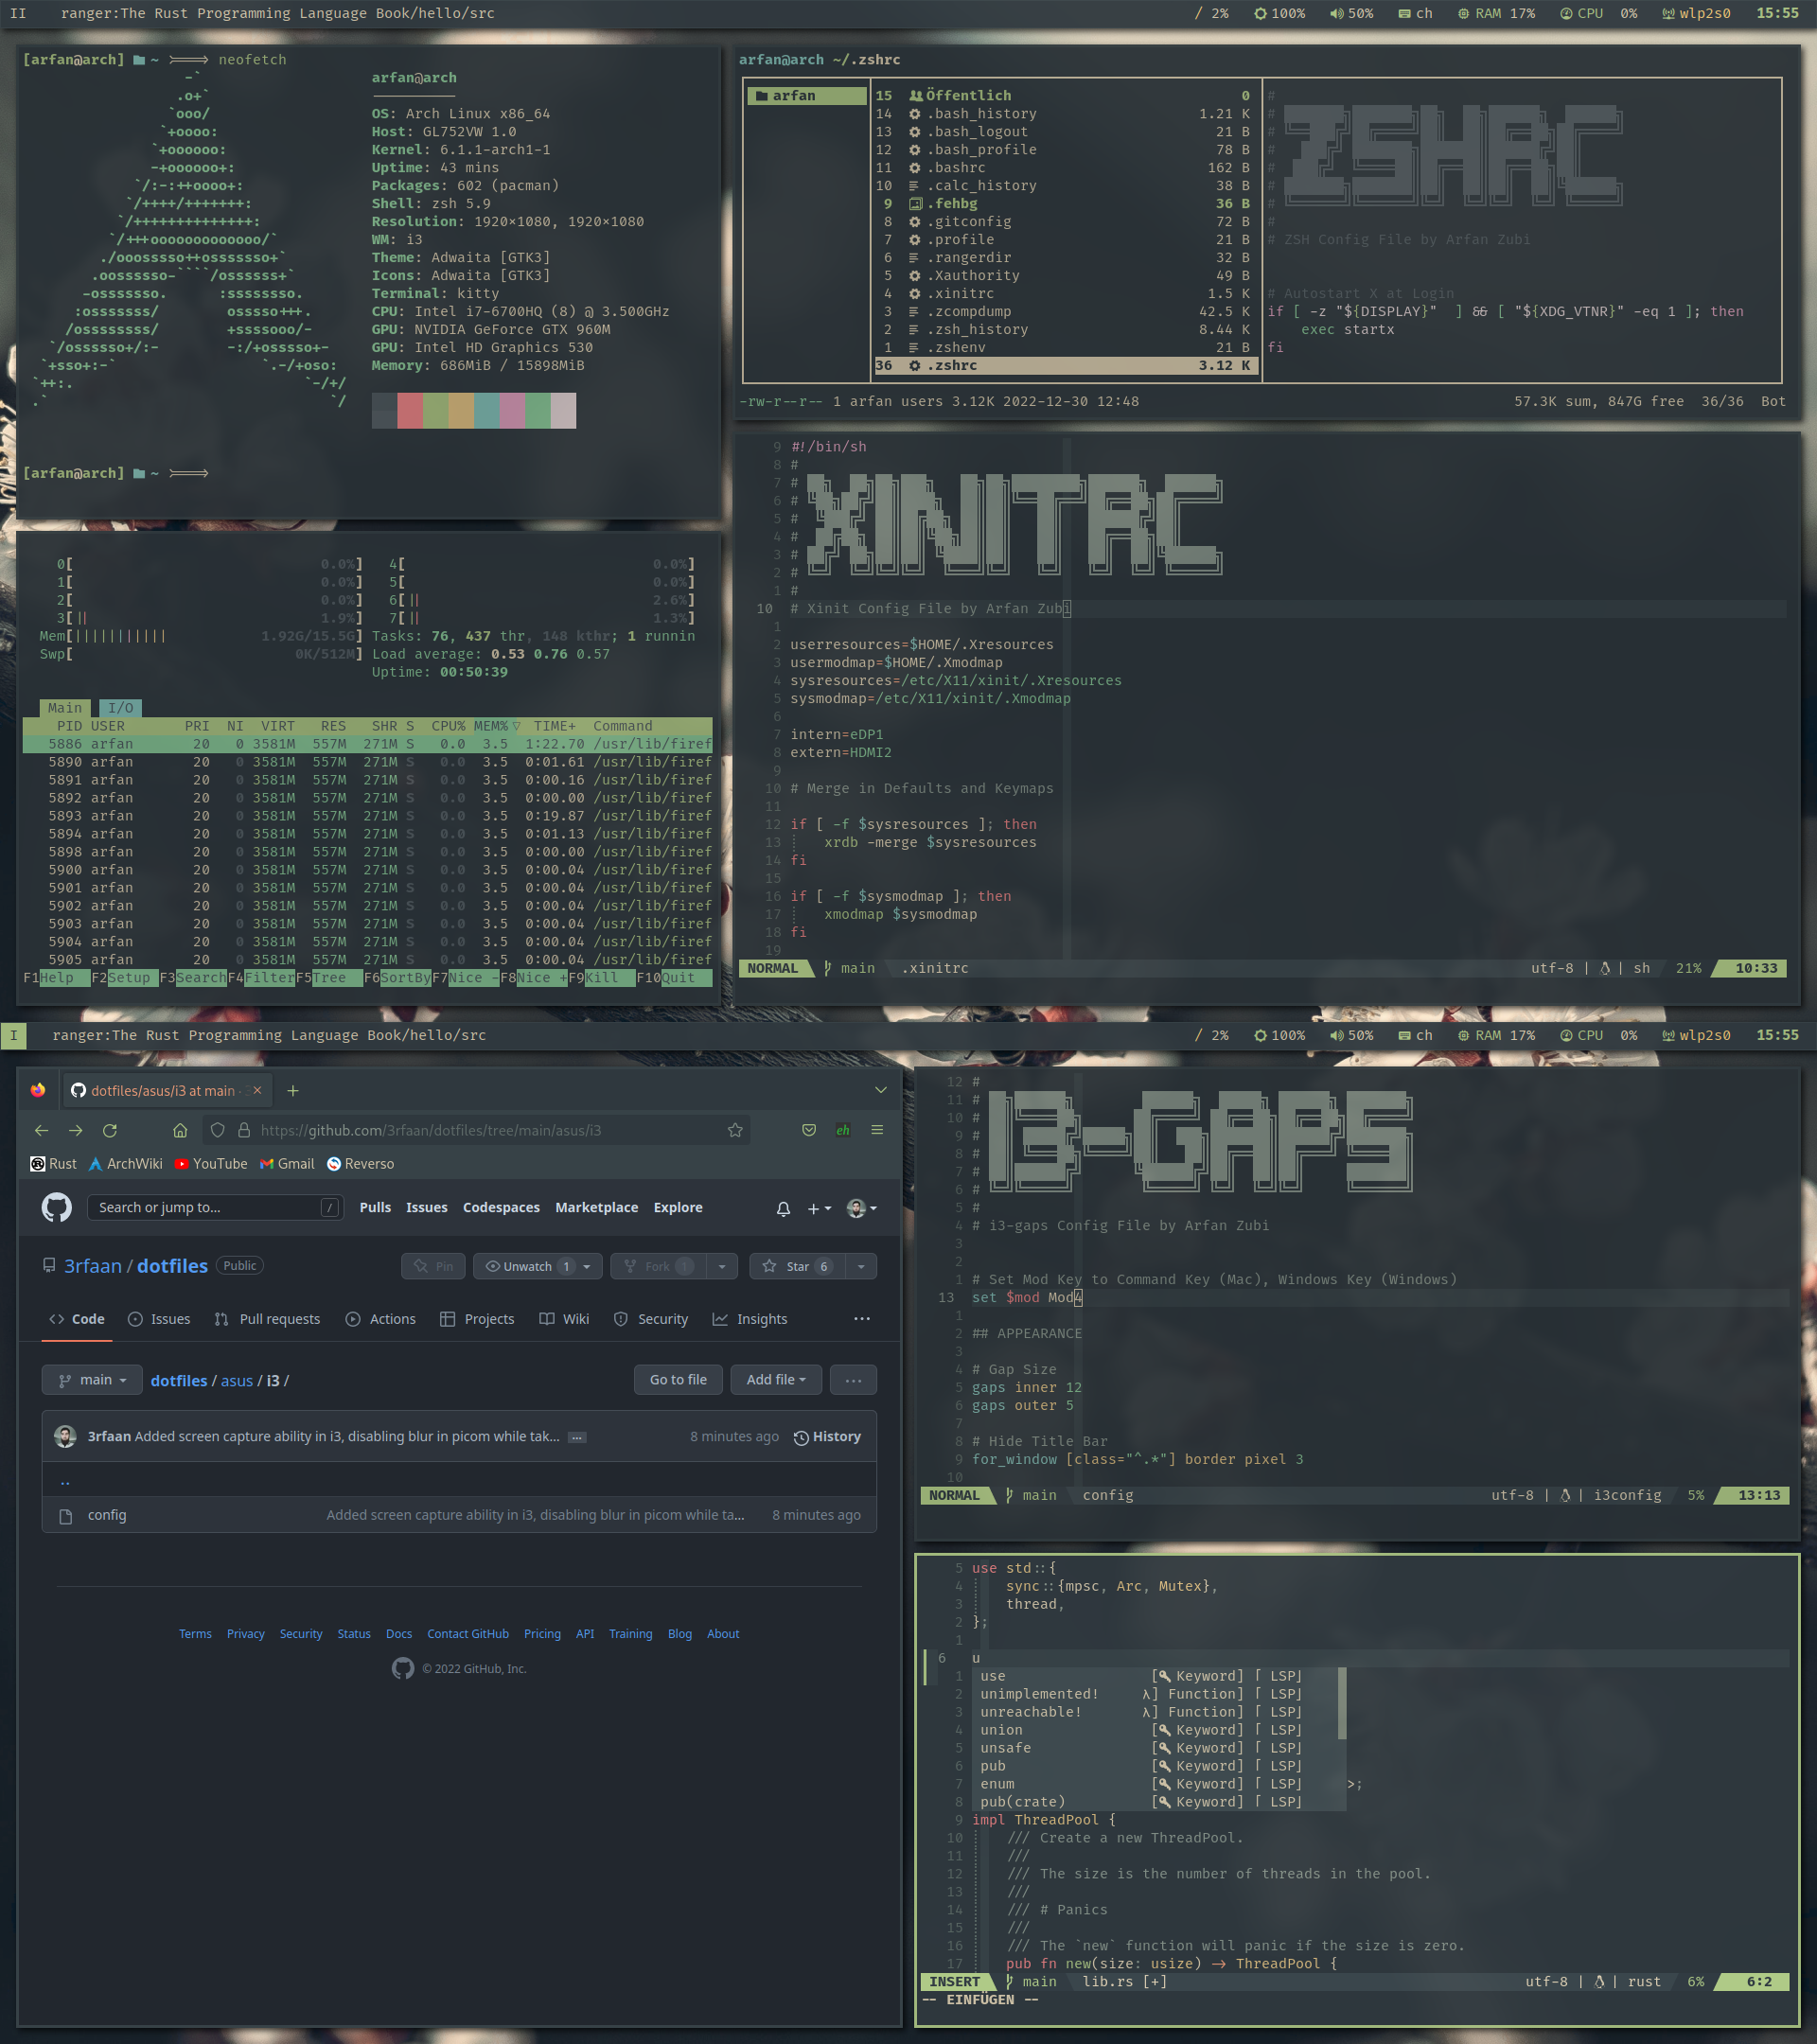 II ranger:The Rust Programming Language Book/hello/src / 2% 100% 50% ch RAM 17% CPU 0% wlp2s0 15:55
[arfan@arch] ~ >===> neofetch
arfan@arch
OS: Arch Linux x86_64
Host: GL752VW 1.0
Kernel: 6.1.1-arch1-1
Uptime: 43 mins
Packages: 602 (pacman)
Shell: zsh 5.9
Resolution: 1920×1080, 1920×1080
WM: i3
Theme: Adwaita [GTK3]
Icons: Adwaita [GTK3]
Terminal: kitty
CPU: Intel i7-6700HQ (8) @ 3.500GHz
GPU: NVIDIA GeForce GTX 960M
GPU: Intel HD Graphics 530
Memory: 686MiB / 15898MiB
[arfan@arch] ~ >===>
arfan@arch ~/.zshrc
arfan
15 Öffentlich 0
14 .bash_history 1.21 K
13 .bash_logout 21 B
12 .bash_profile 78 B
11 .bashrc 162 B
10 .calc_history 38 B
9 .fehbg 36 B
8 .gitconfig 72 B
7 .profile 21 B
6 .rangerdir 32 B
5 .Xauthority 49 B
4 .xinitrc 1.5 K
3 .zcompdump 42.5 K
2 .zsh_history 8.44 K
1 .zshenv 21 B
36 .zshrc 3.12 K
#
# ZSHRC
#
# ZSH Config File by Arfan Zubi
# Autostart X at Login
if [ -z "${DISPLAY}" ] && [ "${XDG_VTNR}" -eq 1 ]; then
exec startx
fi
-rw-r--r-- 1 arfan users 3.12K 2022-12-30 12:48 57.3K sum, 847G free 36/36 Bot
0[ 0.0%] 4[ 0.0%]
1[ 0.0%] 5[ 0.0%]
2[ 0.0%] 6[|| 2.6%]
3[|| 1.9%] 7[|| 1.3%]
Mem[||||||||||| 1.92G/15.5G] Tasks: 76, 437 thr, 148 kthr; 1 runnin
Swp[ 0K/512M] Load average: 0.53 0.76 0.57
Uptime: 00:50:39
Main I/O
PID USER PRI NI VIRT RES SHR S CPU% MEM%▽ TIME+ Command
5886 arfan 20 0 3581M 557M 271M S 0.0 3.5 1:22.70 /usr/lib/firef
5890 arfan 20 0 3581M 557M 271M S 0.0 3.5 0:01.61 /usr/lib/firef
5891 arfan 20 0 3581M 557M 271M S 0.0 3.5 0:00.16 /usr/lib/firef
5892 arfan 20 0 3581M 557M 271M S 0.0 3.5 0:00.00 /usr/lib/firef
5893 arfan 20 0 3581M 557M 271M S 0.0 3.5 0:19.87 /usr/lib/firef
5894 arfan 20 0 3581M 557M 271M S 0.0 3.5 0:01.13 /usr/lib/firef
5898 arfan 20 0 3581M 557M 271M S 0.0 3.5 0:00.00 /usr/lib/firef
5900 arfan 20 0 3581M 557M 271M S 0.0 3.5 0:00.04 /usr/lib/firef
5901 arfan 20 0 3581M 557M 271M S 0.0 3.5 0:00.04 /usr/lib/firef
5902 arfan 20 0 3581M 557M 271M S 0.0 3.5 0:00.04 /usr/lib/firef
5903 arfan 20 0 3581M 557M 271M S 0.0 3.5 0:00.04 /usr/lib/firef
5904 arfan 20 0 3581M 557M 271M S 0.0 3.5 0:00.04 /usr/lib/firef
5905 arfan 20 0 3581M 557M 271M S 0.0 3.5 0:00.04 /usr/lib/firef
F1Help F2Setup F3SearchF4FilterF5Tree F6SortByF7Nice -F8Nice +F9Kill F10Quit
9 #!/bin/sh
8 #
7 #
6 #
5 # XINITRC
4 #
3 #
2 #
1 #
10 # Xinit Config File by Arfan Zubi
1
2 userresources=$HOME/.Xresources
3 usermodmap=$HOME/.Xmodmap
4 sysresources=/etc/X11/xinit/.Xresources
5 sysmodmap=/etc/X11/xinit/.Xmodmap
6
7 intern=eDP1
8 extern=HDMI2
9
10 # Merge in Defaults and Keymaps
11
12 if [ -f $sysresources ]; then
13 xrdb -merge $sysresources
14 fi
15
16 if [ -f $sysmodmap ]; then
17 xmodmap $sysmodmap
18 fi
19
NORMAL main .xinitrc utf-8 | | sh 21% 10:33
I ranger:The Rust Programming Language Book/hello/src / 2% 100% 50% ch RAM 17% CPU 0% wlp2s0 15:55
dotfiles/asus/i3 at main · 3 ×
https://github.com/3rfaan/dotfiles/tree/main/asus/i3 eh
Rust ArchWiki YouTube Gmail Reverso
Search or jump to... / Pulls Issues Codespaces Marketplace Explore
3rfaan / dotfiles Public Pin Unwatch 1 Fork 1 Star 6
Code Issues Pull requests Actions Projects Wiki Security Insights ···
main dotfiles / asus / i3 / Go to file Add file ···
3rfaan Added screen capture ability in i3, disabling blur in picom while tak... … 8 minutes ago History
..
config Added screen capture ability in i3, disabling blur in picom while ta... 8 minutes ago
Terms Privacy Security Status Docs Contact GitHub Pricing API Training Blog About
© 2022 GitHub, Inc.
12 #
11 #
10 #
9 # I3-GAPS
8 #
7 #
6 #
5 #
4 # i3-gaps Config File by Arfan Zubi
3
2
1 # Set Mod Key to Command Key (Mac), Windows Key (Windows)
13 set $mod Mod4
1
2 ## APPEARANCE
3
4 # Gap Size
5 gaps inner 12
6 gaps outer 5
7
8 # Hide Title Bar
9 for_window [class="^.*"] border pixel 3
10
NORMAL main config utf-8 | | i3config 5% 13:13
5 use std::{
4 sync::{mpsc, Arc, Mutex},
3 thread,
2 };
1
6 u
1 use [ Keyword] [ LSP]
2 unimplemented! λ] Function] [ LSP]
3 unreachable! λ] Function] [ LSP]
4 union [ Keyword] [ LSP]
5 unsafe [ Keyword] [ LSP]
6 pub [ Keyword] [ LSP]
7 enum [ Keyword] [ LSP] >;
8 pub(crate) [ Keyword] [ LSP]
9 impl ThreadPool {
10 /// Create a new ThreadPool.
11 ///
12 /// The size is the number of threads in the pool.
13 ///
14 /// # Panics
15 ///
16 /// The `new` function will panic if the size is zero.
17 pub fn new(size: usize) -> ThreadPool {
INSERT main lib.rs [+] utf-8 | | rust 6% 6:2
-- EINFÜGEN --